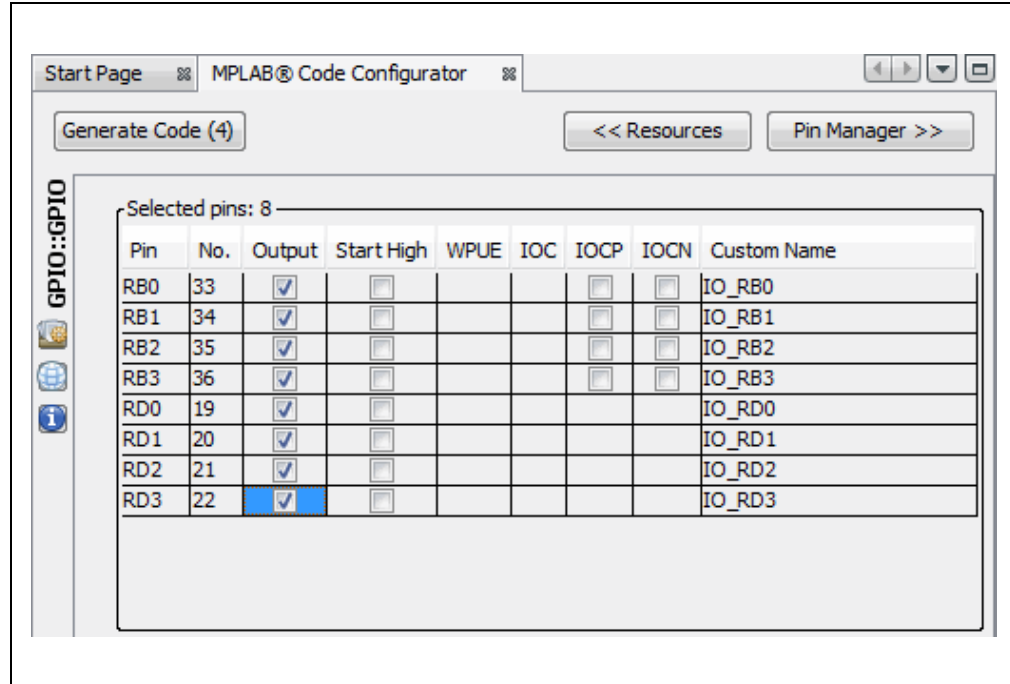 Start Page MPLAB® Code Configurator
Generate Code (4) << Resources Pin Manager >>
GPIO::GPIO
Selected pins: 8
Pin No. Output Start High WPUE IOC IOCP IOCN Custom Name
RB0 33 IO_RB0
RB1 34 IO_RB1
RB2 35 IO_RB2
RB3 36 IO_RB3
RD0 19 IO_RD0
RD1 20 IO_RD1
RD2 21 IO_RD2
RD3 22 IO_RD3